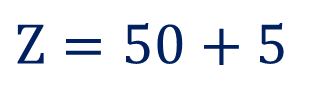 Z = 50 + 5